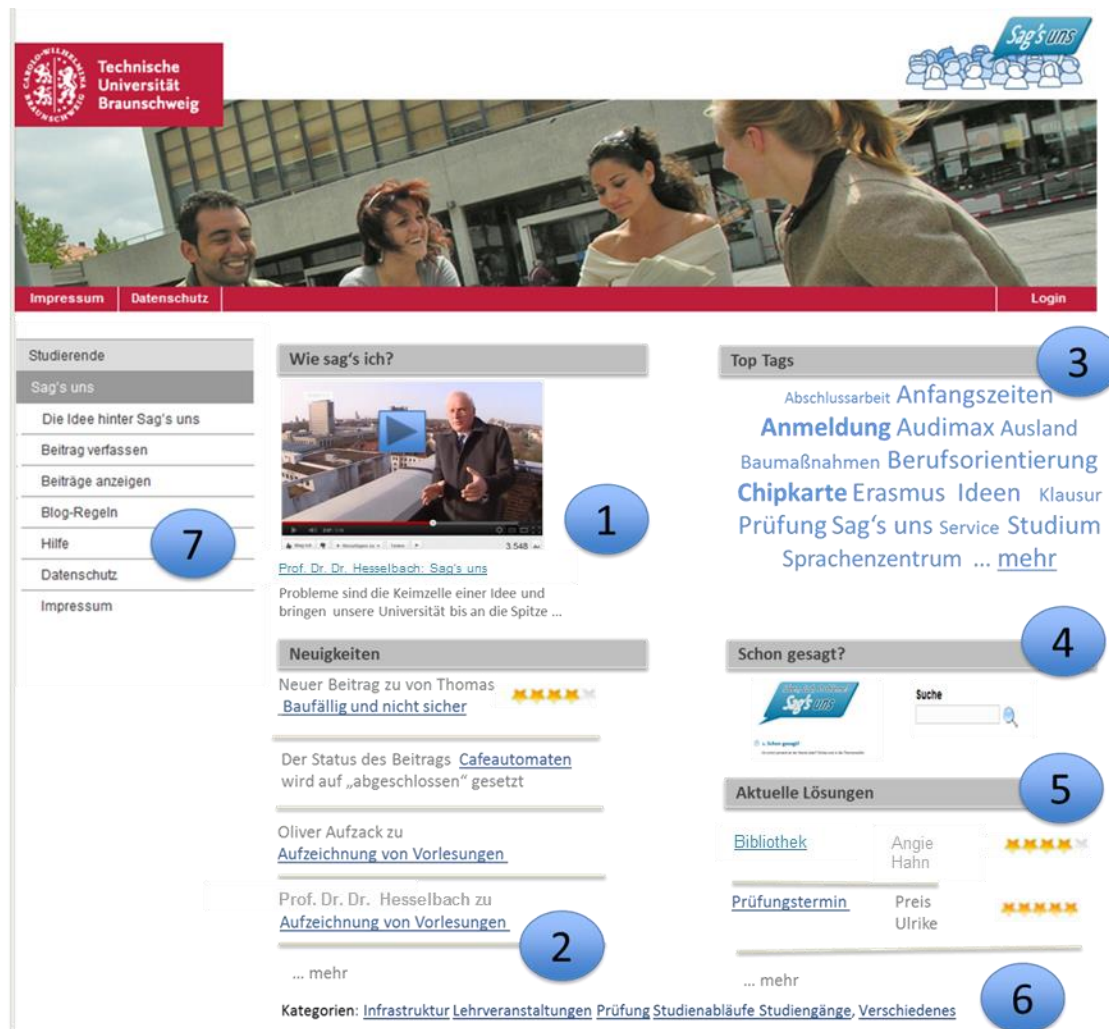 CAROLO-WILHELMINA
BRAUNSCHWEIG
Technische
Universität
Braunschweig
Sag's uns
Impressum
Datenschutz
Login
Studierende
Sag's uns
Die Idee hinter Sag's uns
Beitrag verfassen
Beiträge anzeigen
Blog-Regeln
Hilfe
Datenschutz
Impressum
7
Wie sag's ich?
3.548
1
Prof. Dr. Dr. Hesselbach: Sag's uns
Probleme sind die Keimzelle einer Idee und
bringen unsere Universität bis an die Spitze ...
Neuigkeiten
Neuer Beitrag zu von Thomas
Baufällig und nicht sicher
Der Status des Beitrags Cafeautomaten
wird auf „abgeschlossen“ gesetzt
Oliver Aufzack zu
Aufzeichnung von Vorlesungen
Prof. Dr. Dr. Hesselbach zu
Aufzeichnung von Vorlesungen
2
... mehr
Top Tags
3
Abschlussarbeit Anfangszeiten
Anmeldung Audimax Ausland
Baumaßnahmen Berufsorientierung
Chipkarte Erasmus Ideen Klausur
Prüfung Sag's uns Service Studium
Sprachenzentrum ... mehr
Schon gesagt?
4
Sag's uns
Suche
Aktuelle Lösungen
5
Bibliothek
Angie
Hahn
Prüfungstermin
Preis
Ulrike
... mehr
6
Kategorien: Infrastruktur Lehrveranstaltungen Prüfung Studienabläufe Studiengänge, Verschiedenes